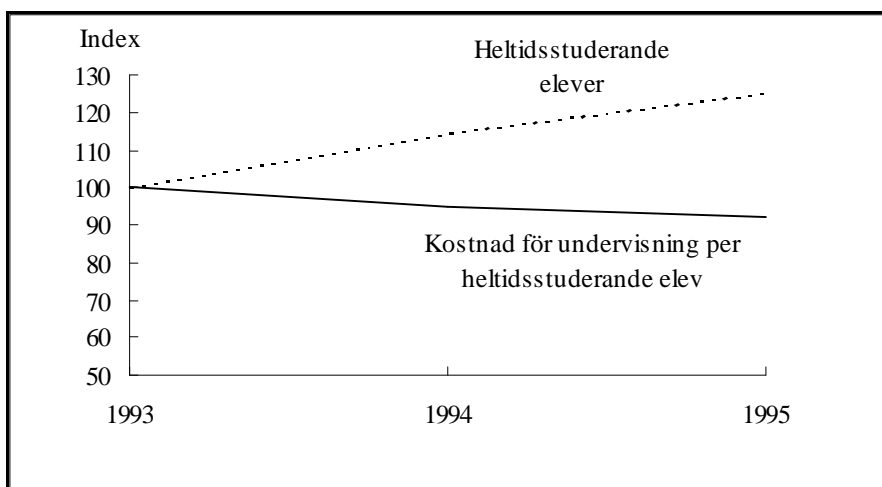 Index
Heltidsstuderande
elever
130
120
110
100
90
80
70
60
50
Kostnad för undervisning per
heltidsstuderande elev
1993
1994
1995